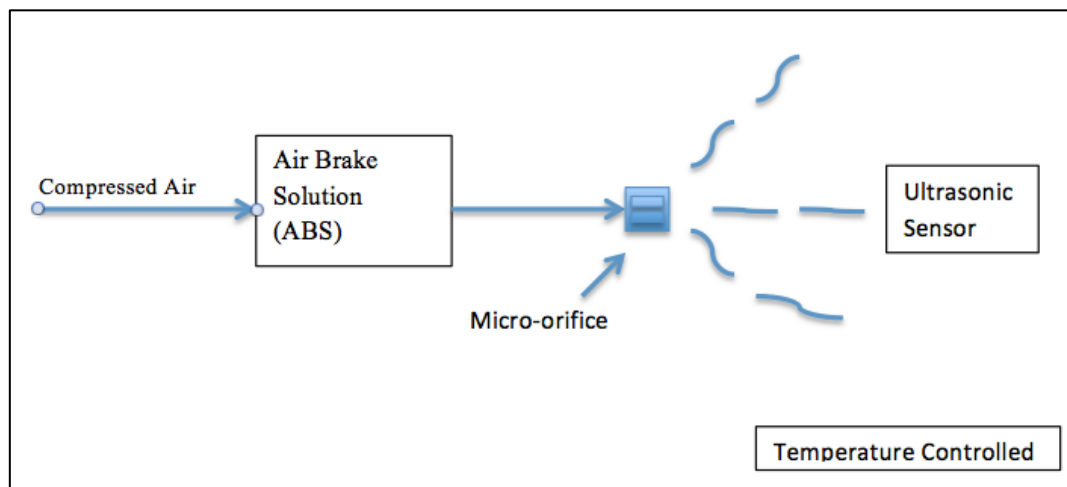 Compressed Air
Air Brake
Solution
(ABS)
Ultrasonic
Sensor
Micro-orifice
Temperature Controlled